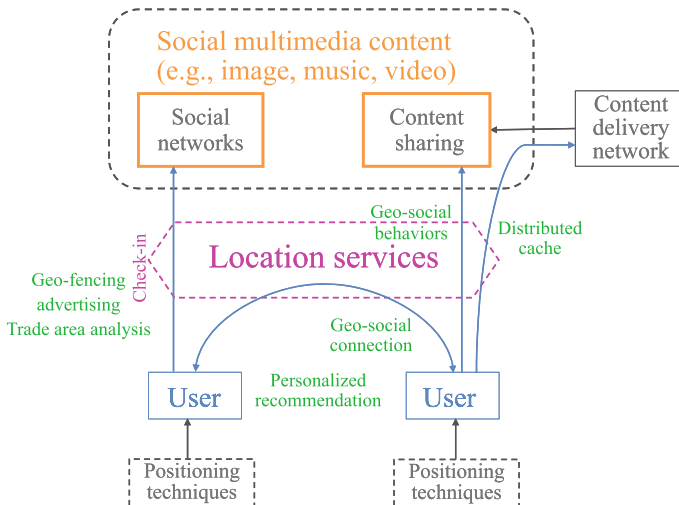 Social multimedia content
(e.g., image, music, video)
Social
networks
Content
sharing
Content
delivery
network
Geo-social
behaviors
Distributed
cache
Check-in
Location services
Geo-fencing
advertising
Trade area analysis
Geo-social
connection
User
Personalized
recommendation
User
Positioning
techniques
Positioning
techniques